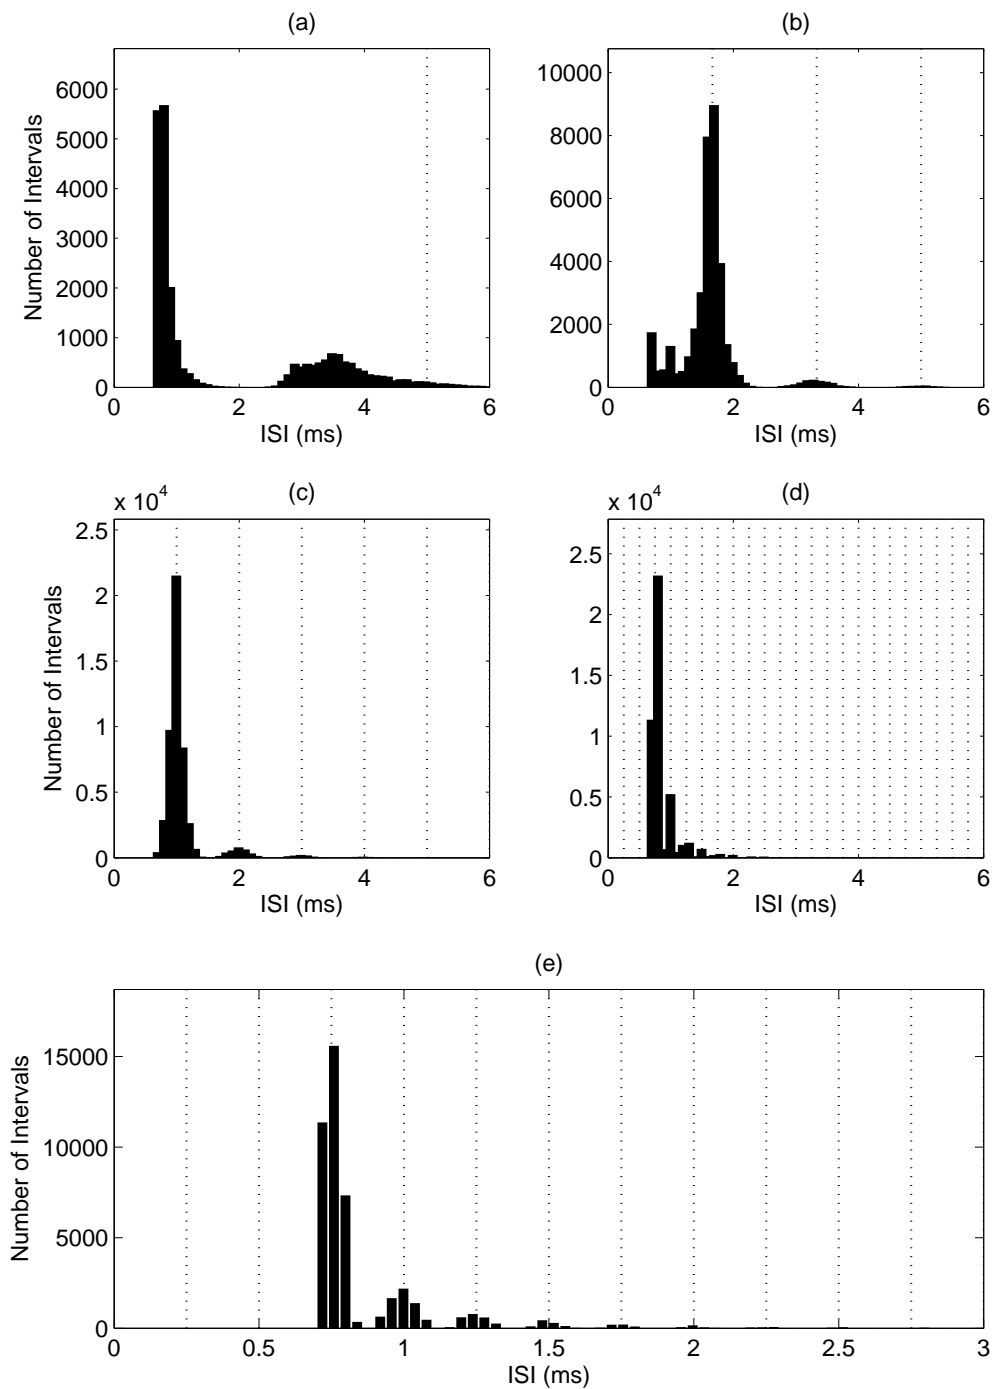 (a)
Number of Intervals
6000
5000
4000
3000
2000
1000
0
0 2 4 6
ISI (ms)
(b)
10000
8000
6000
4000
2000
0
0 2 4 6
ISI (ms)
(c)
x 10^4
Number of Intervals
2.5
2
1.5
1
0.5
0
0 2 4 6
ISI (ms)
(d)
x 10^4
2.5
2
1.5
1
0.5
0
0 2 4 6
ISI (ms)
(e)
Number of Intervals
15000
10000
5000
0
0 0.5 1 1.5 2 2.5 3
ISI (ms)